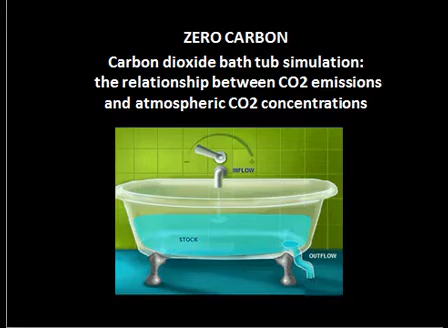 ZERO CARBON
Carbon dioxide bath tub simulation:
the relationship between CO2 emissions
and atmospheric CO2 concentrations
INFLOW
STOCK
OUTFLOW